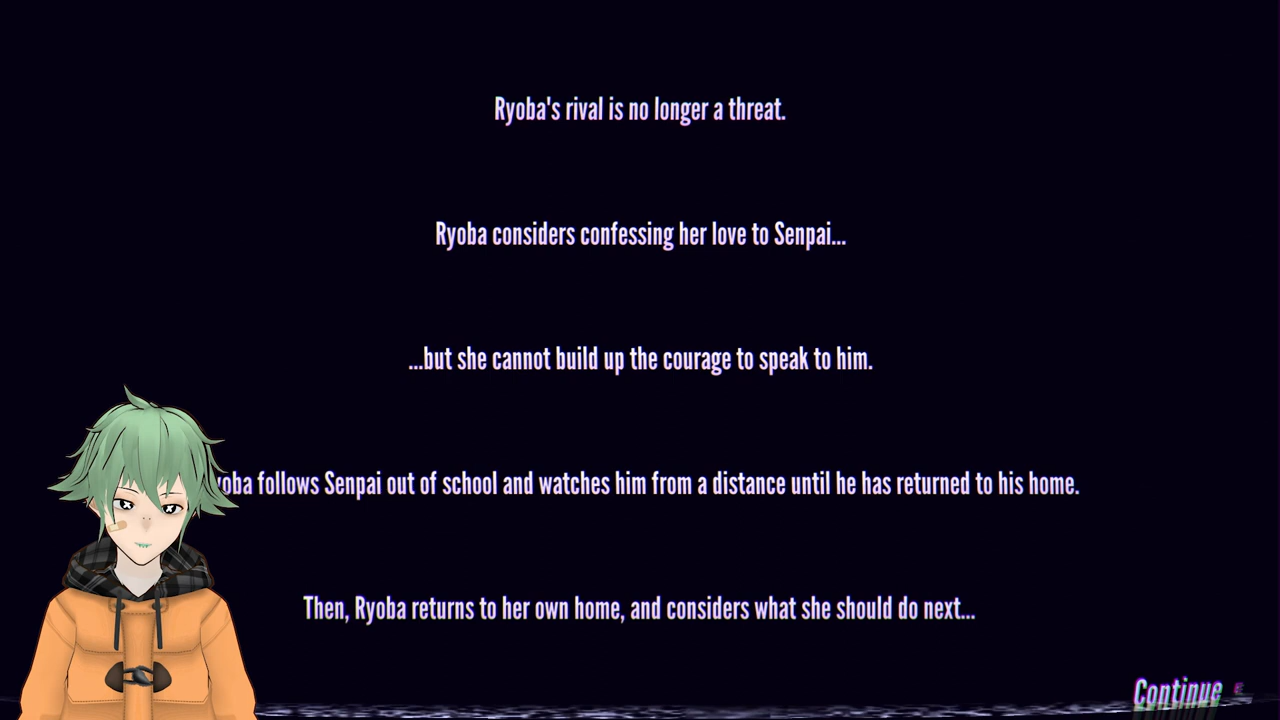 Ryoba's rival is no longer a threat.
Ryoba considers confessing her love to Senpai...
...but she cannot build up the courage to speak to him.
follows Senpai out of school and watches him from a distance until he has returned to his home.
Then, Ryoba returns to her own home, and considers what she should do next...
Continue